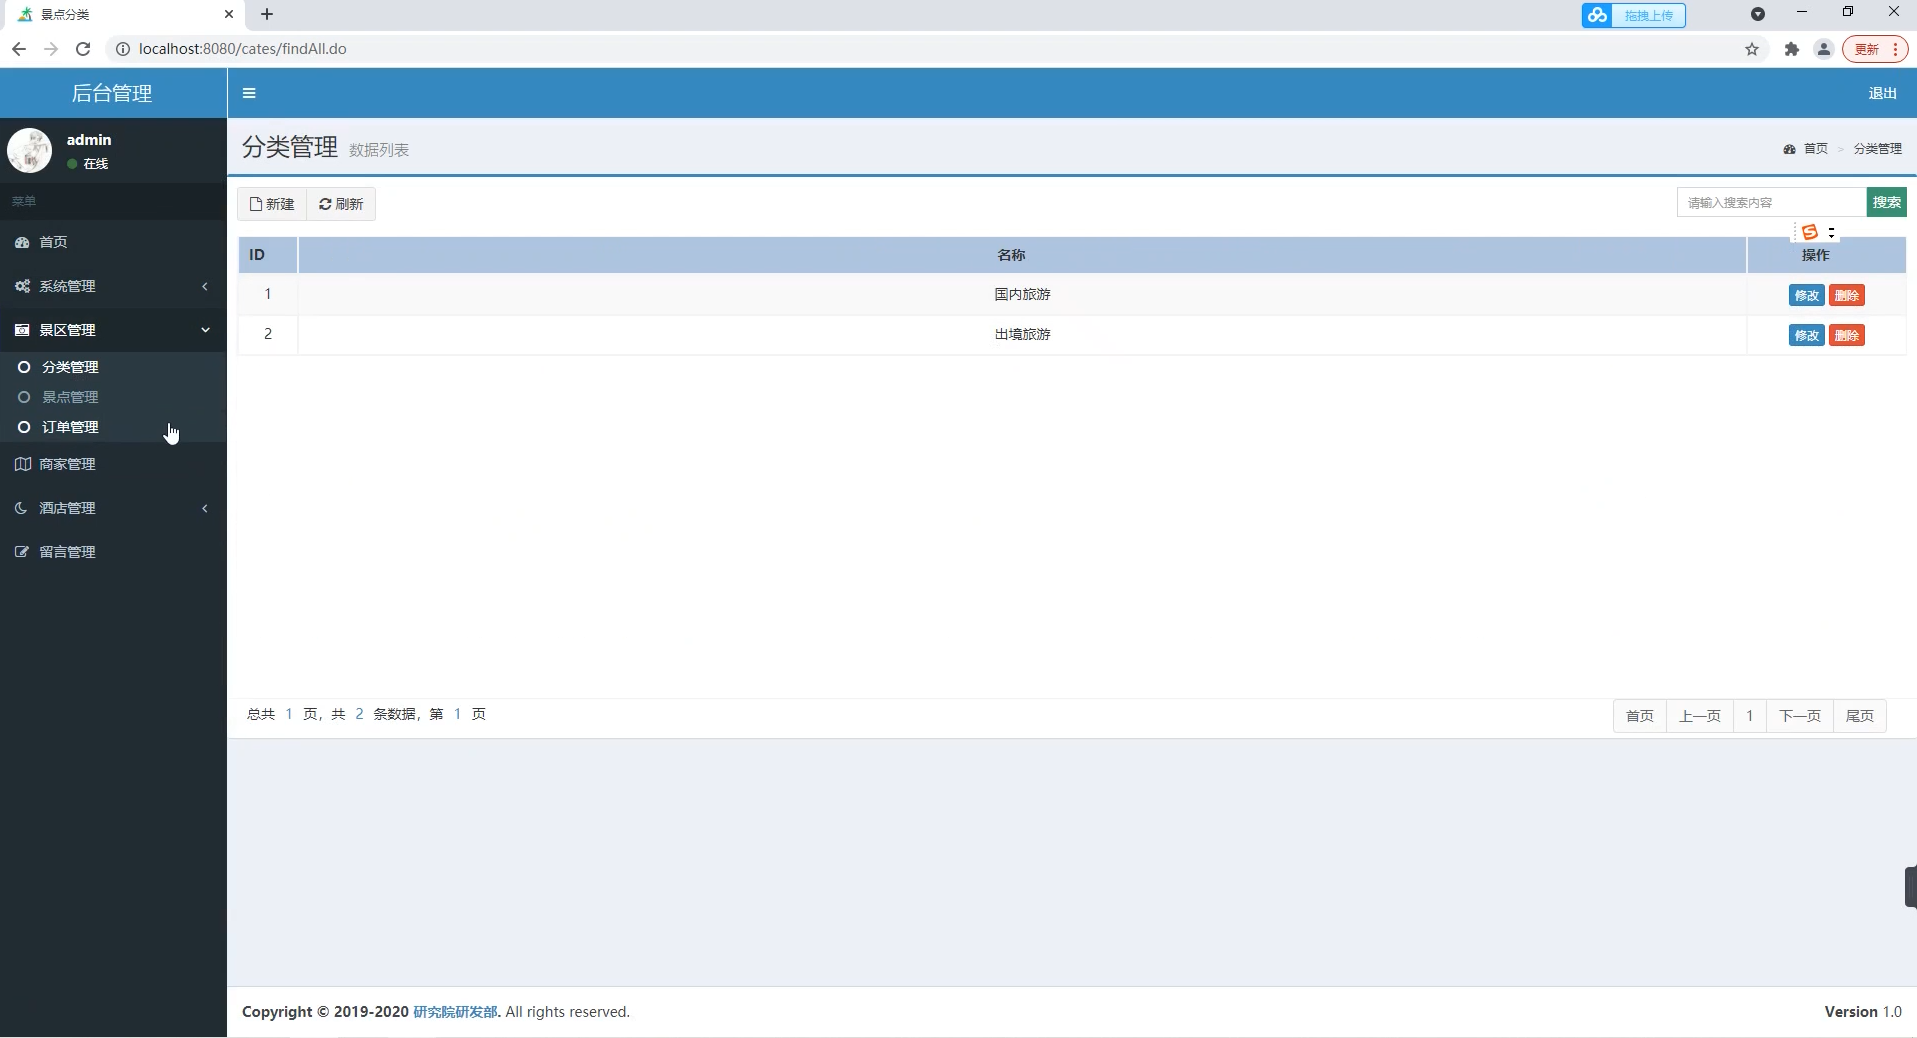 景点分类
拖拽上传
localhost:8080/cates/findAll.do
更新
后台管理
退出
admin
在线
分类管理 数据列表
首页 > 分类管理
菜单
新建 刷新
请输入搜索内容 搜索
首页
系统管理
景区管理
分类管理
景点管理
订单管理
商家管理
酒店管理
留言管理
ID 名称 操作
1 国内旅游 修改 删除
2 出境旅游 修改 删除
总共 1 页，共 2 条数据，第 1 页
首页 上一页 1 下一页 尾页
Copyright © 2019-2020 研究院研发部. All rights reserved.
Version 1.0